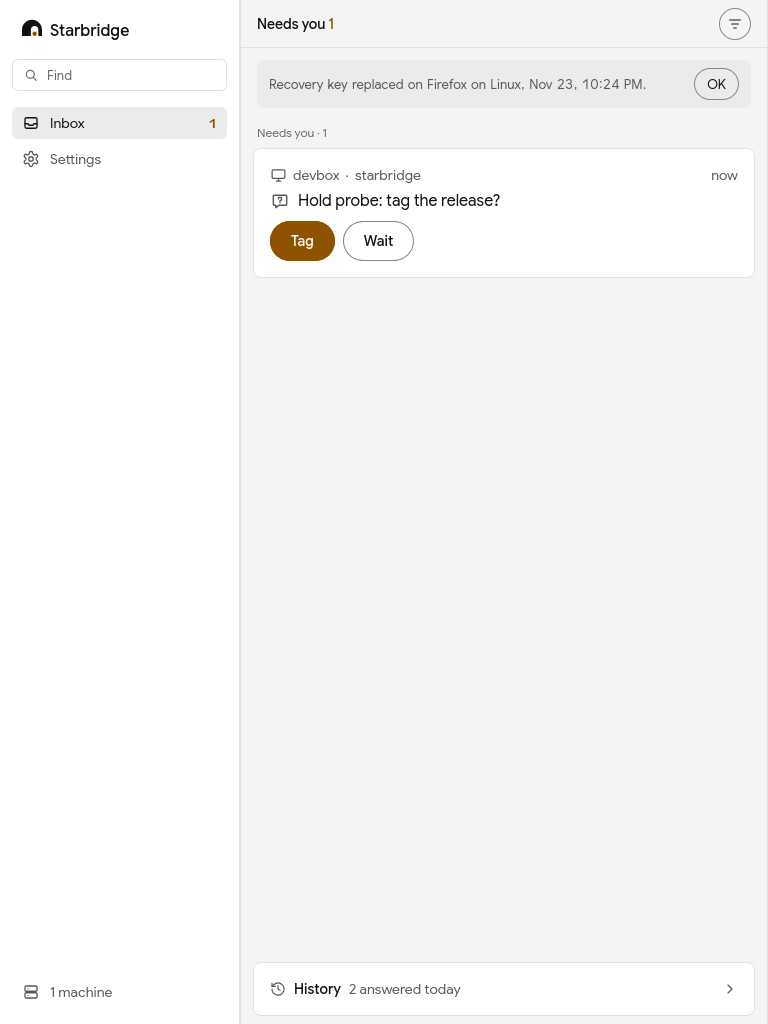 Starbridge
Find
Inbox 1
Settings
1 machine
Needs you 1
Recovery key replaced on Firefox on Linux, Nov 23, 10:24 PM. OK
Needs you · 1
devbox · starbridge now
Hold probe: tag the release?
Tag Wait
History 2 answered today